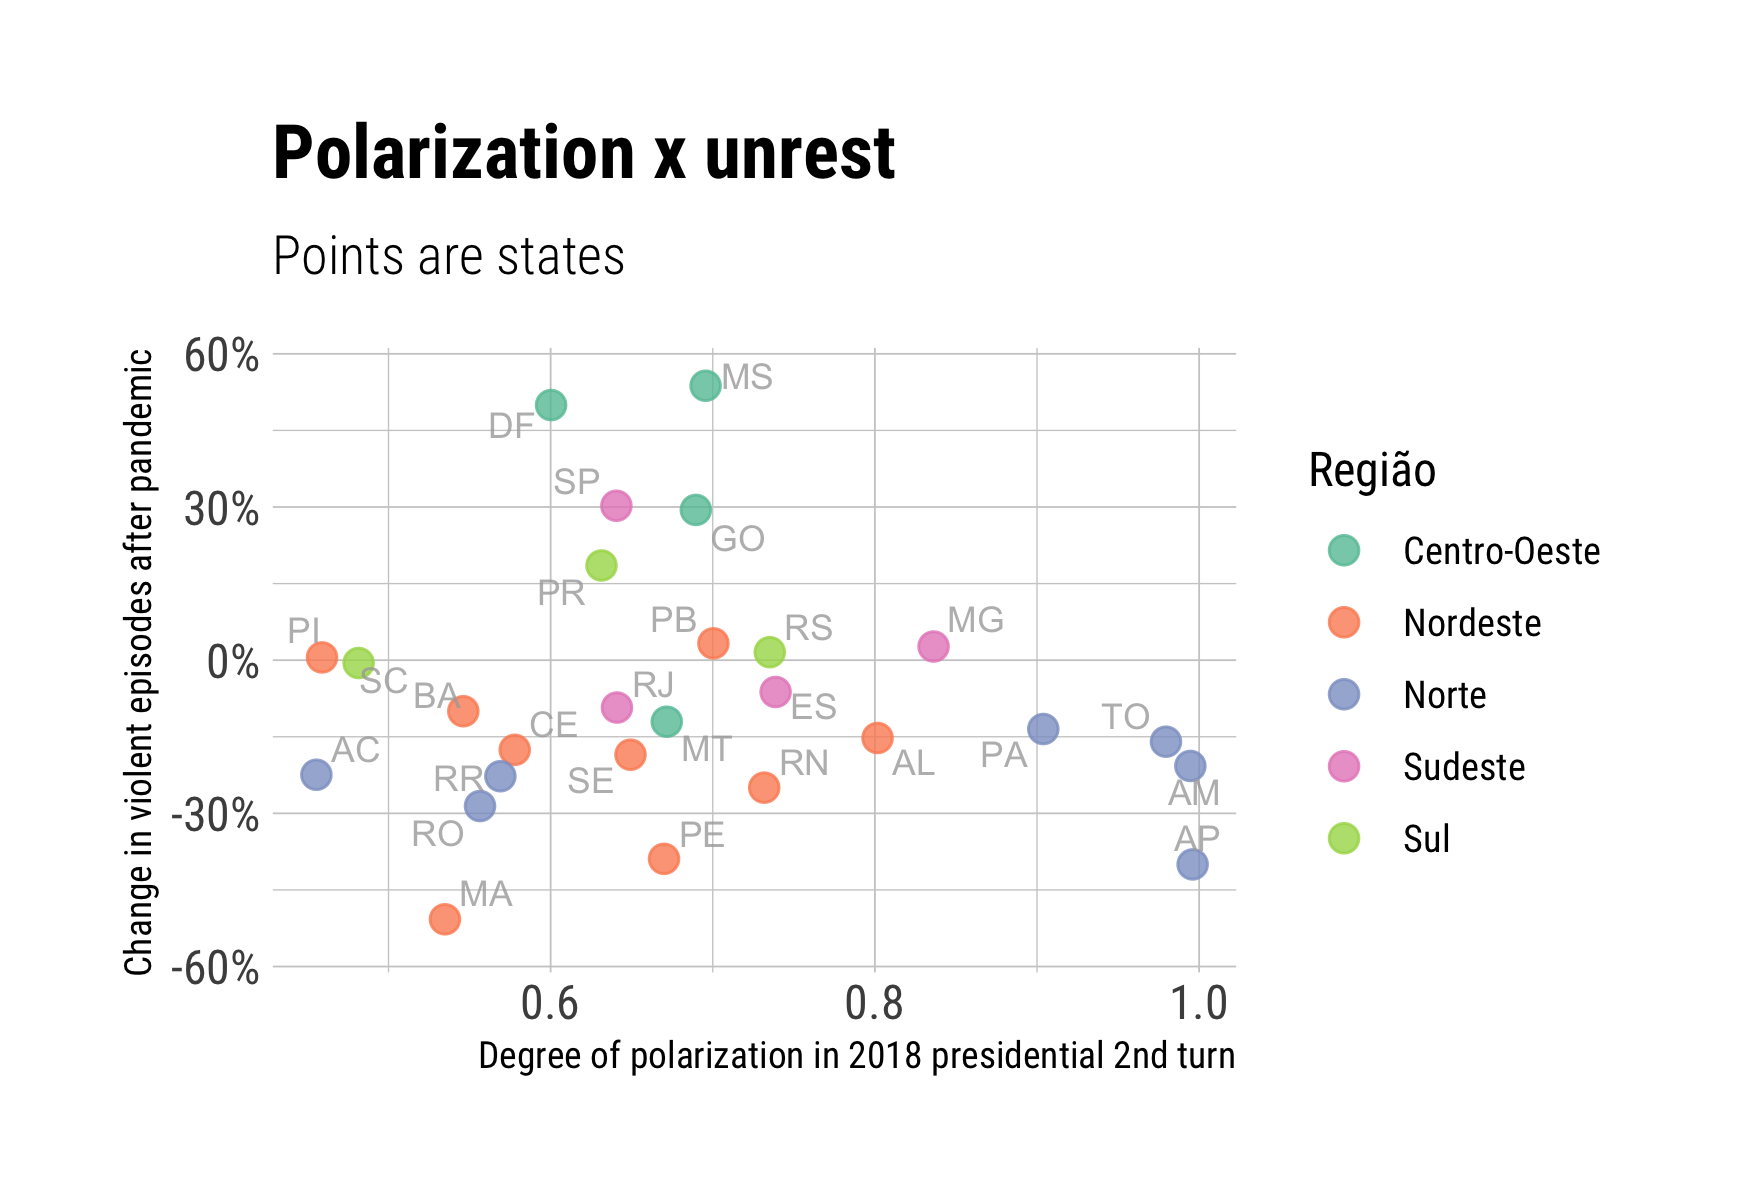 Polarization x unrest
Points are states
Change in violent episodes after pandemic
60%
30%
0%
-30%
-60%
MS
DF
SP
GO
PR
PI
PB
RS
MG
SC
BA
RJ
ES
CE
TO
AC
MT
RN
AL
PA
RR
SE
AM
RO
PE
AP
MA
0.6
0.8
1.0
Degree of polarization in 2018 presidential 2nd turn
Região
Centro-Oeste
Nordeste
Norte
Sudeste
Sul